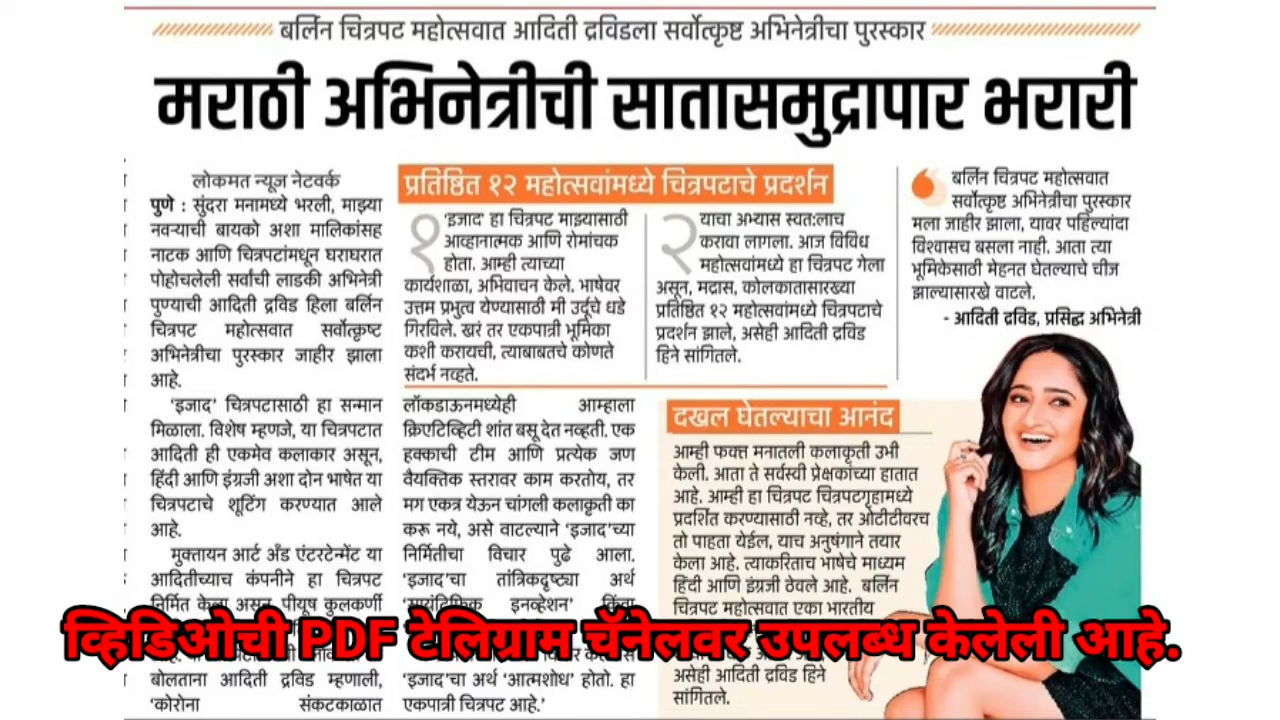 बर्लिन चित्रपट महोत्सवात आदिती द्रविडला सर्वोत्कृष्ट अभिनेत्रीचा पुरस्कार
मराठी अभिनेत्रीची सातासमुद्रापार भरारी
लोकमत न्यूज नेटवर्क
पुणे : सुंदरा मनामध्ये भरली, माझ्या
नवऱ्याची बायको अशा मालिकांसह
नाटक आणि चित्रपटांमधून घराघरात
पोहोचलेली सर्वांची लाडकी अभिनेत्री
पुण्याची आदिती द्रविड हिला बर्लिन
चित्रपट महोत्सवात सर्वोत्कृष्ट
अभिनेत्रीचा पुरस्कार जाहीर झाला
आहे.
'इजाद' चित्रपटासाठी हा सन्मान
मिळाला. विशेष म्हणजे, या चित्रपटात
आदिती ही एकमेव कलाकार असून,
हिंदी आणि इंग्रजी अशा दोन भाषेत या
चित्रपटाचे शूटिंग करण्यात आले
आहे.
मुक्तायन आर्ट अँड एंटरटेन्मेंट या
आदितीच्याच कंपनीने हा चित्रपट
निर्मित केला असून, पीयूष कुलकर्णी
बोलताना आदिती द्रविड म्हणाली,
'कोरोना संकटकाळात
प्रतिष्ठित १२ महोत्सवांमध्ये चित्रपटाचे प्रदर्शन
१ 'इजाद' हा चित्रपट माझ्यासाठी
आव्हानात्मक आणि रोमांचक
होता. आम्ही त्याच्या
कार्यशाळा, अभिवाचन केले. भाषेवर
उत्तम प्रभुत्व येण्यासाठी मी उर्दूचे धडे
गिरविले. खरं तर एकपात्री भूमिका
कशी करायची, त्याबाबतचे कोणते
संदर्भ नव्हते.
२ याचा अभ्यास स्वतःलाच
करावा लागला. आज विविध
महोत्सवांमध्ये हा चित्रपट गेला
असून, मद्रास, कोलकातासारख्या
प्रतिष्ठित १२ महोत्सवांमध्ये चित्रपटाचे
प्रदर्शन झाले, असेही आदिती द्रविड
हिने सांगितले.
लॉकडाऊनमध्येही आम्हाला
क्रिएटिव्हिटी शांत बसू देत नव्हती. एक
हक्काची टीम आणि प्रत्येक जण
वैयक्तिक स्तरावर काम करतोय, तर
मग एकत्र येऊन चांगली कलाकृती का
करू नये, असे वाटल्याने 'इजाद'च्या
निर्मितीचा विचार पुढे आला.
'इजाद'चा तांत्रिकदृष्ट्या अर्थ
'सायंटिफिक इनव्हेशन' किंवा
'इजाद'चा अर्थ 'आत्मशोध' होतो. हा
एकपात्री चित्रपट आहे.'
बर्लिन चित्रपट महोत्सवात
सर्वोत्कृष्ट अभिनेत्रीचा पुरस्कार
मला जाहीर झाला, यावर पहिल्यांदा
विश्वासच बसला नाही. आता त्या
भूमिकेसाठी मेहनत घेतल्याचे चीज
झाल्यासारखे वाटले.
- आदिती द्रविड, प्रसिद्ध अभिनेत्री
दखल घेतल्याचा आनंद
आम्ही फक्त मनातली कलाकृती उभी
केली. आता ते सर्वस्वी प्रेक्षकांच्या हातात
आहे. आम्ही हा चित्रपट चित्रपटगृहामध्ये
प्रदर्शित करण्यासाठी नव्हे, तर ओटीटीवरच
तो पाहता येईल, याच अनुषंगाने तयार
केला आहे. त्याकरिताच भाषेचे माध्यम
हिंदी आणि इंग्रजी ठेवले आहे. बर्लिन
चित्रपट महोत्सवात एका भारतीय
असेही आदिती द्रविड हिने
सांगितले.
व्हिडिओची PDF टेलिग्राम चॅनेलवर उपलब्ध केलेली आहे.